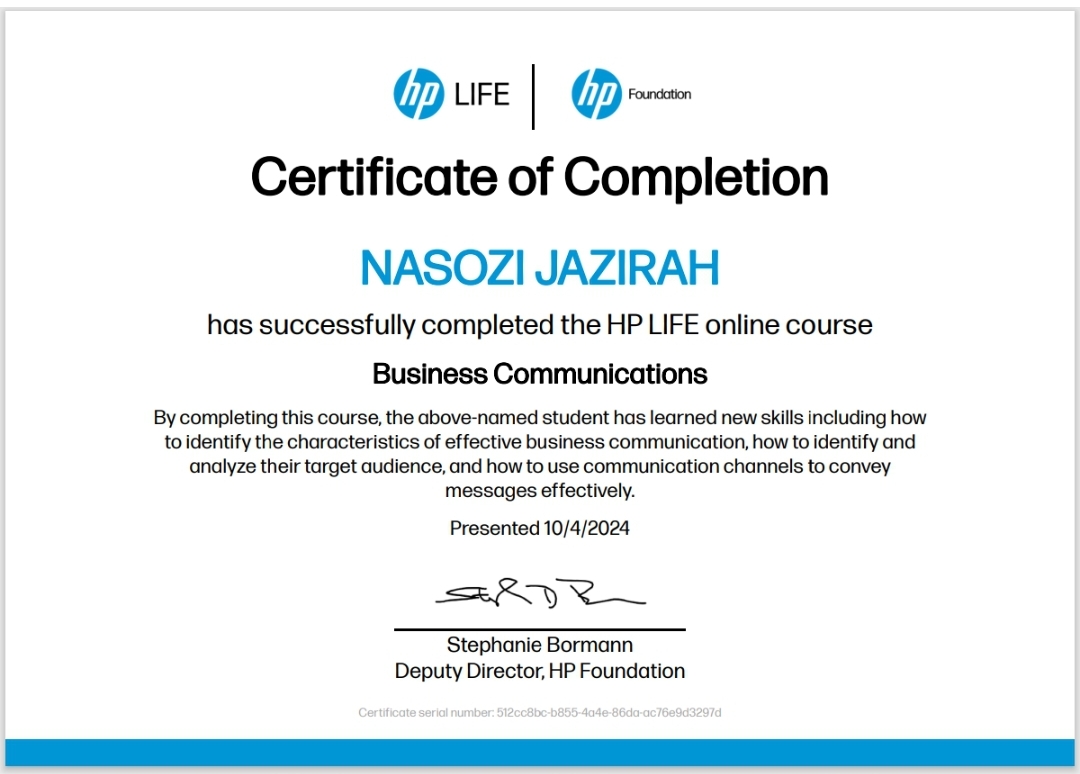 hp LIFE | hp Foundation
Certificate of Completion
NASOZI JAZIRAH
has successfully completed the HP LIFE online course
Business Communications
By completing this course, the above-named student has learned new skills including how
to identify the characteristics of effective business communication, how to identify and
analyze their target audience, and how to use communication channels to convey
messages effectively.
Presented 10/4/2024
Stephanie Bormann
Deputy Director, HP Foundation
Certificate serial number: 512cc8bc-b855-4a4e-86da-ac76e9d3297d